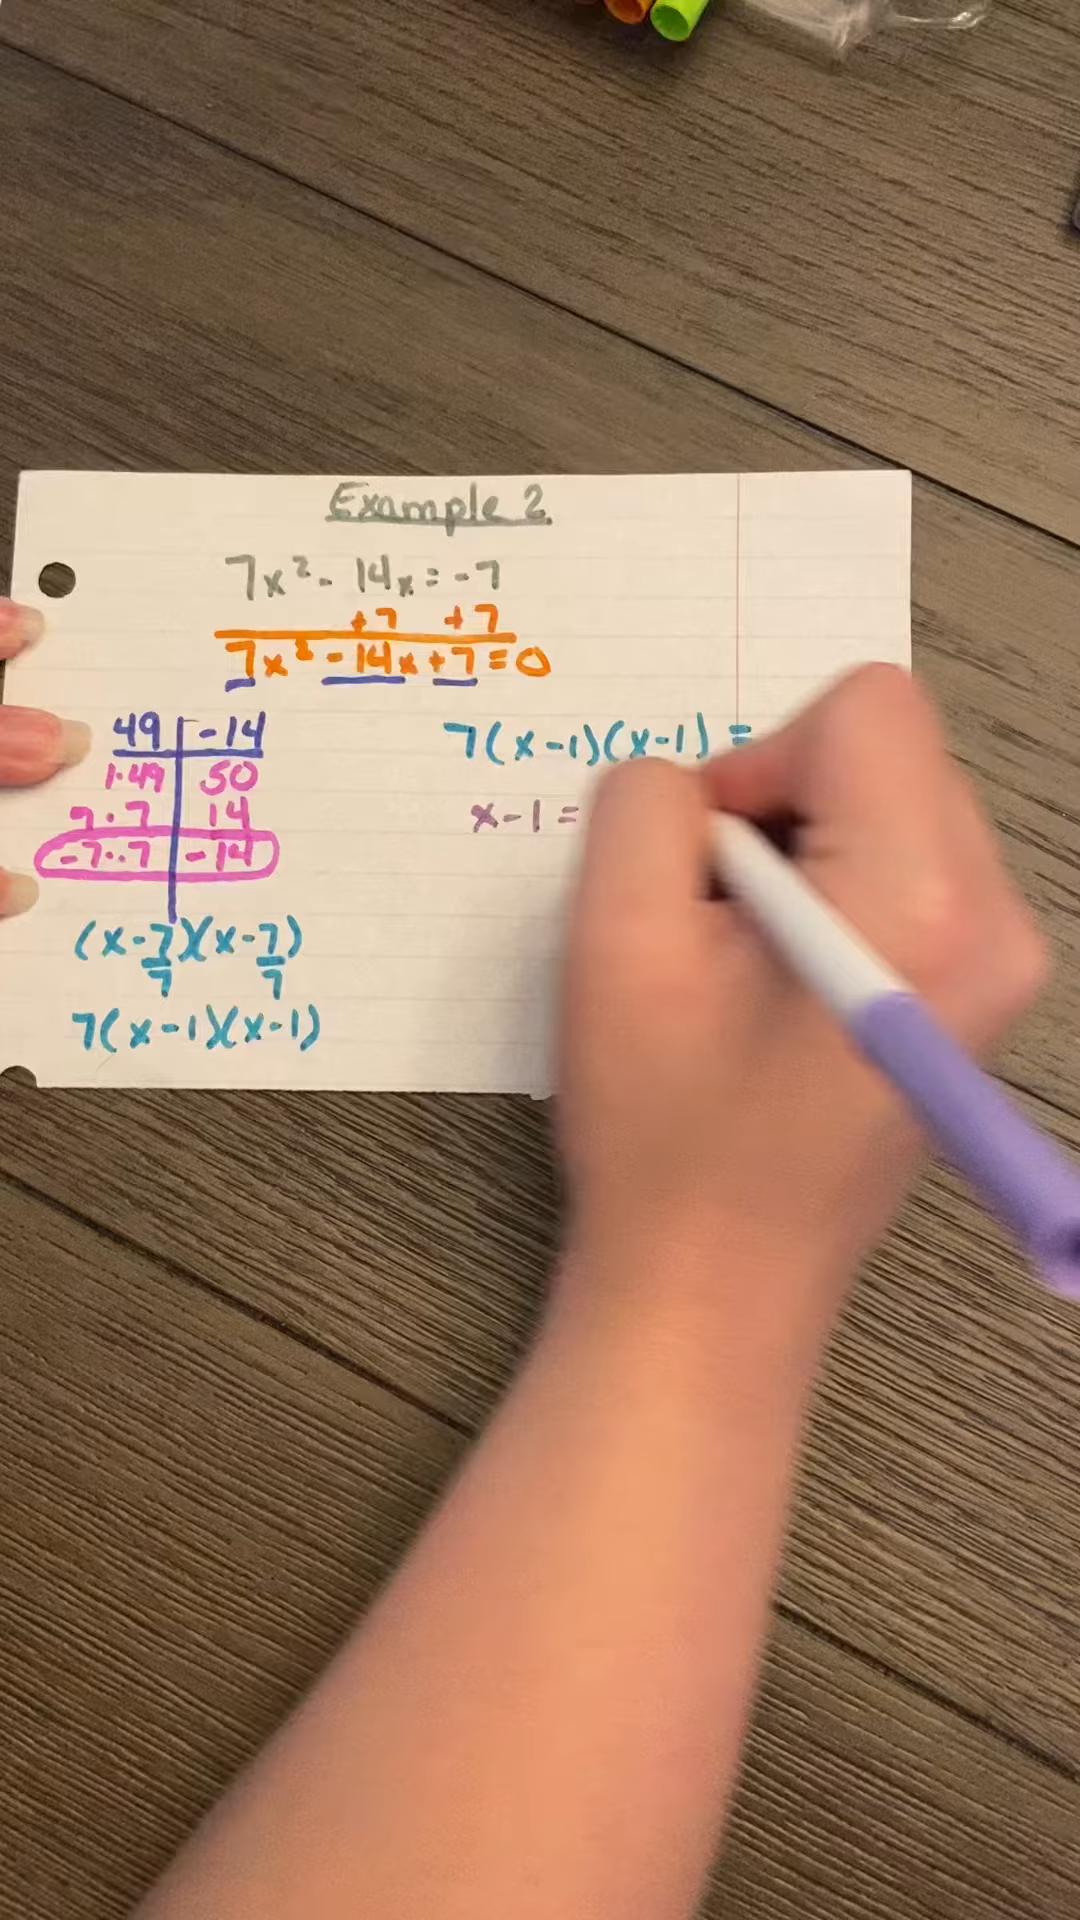 Example 2
7x² - 14x = -7
+7 +7
7x² - 14x + 7 = 0
49 | -14
1·49 | 50
7·7 | 14
-7·-7 | -14
(x - 7/7)(x - 7/7)
7(x - 1)(x - 1)
7(x - 1)(x - 1) =
x - 1 =